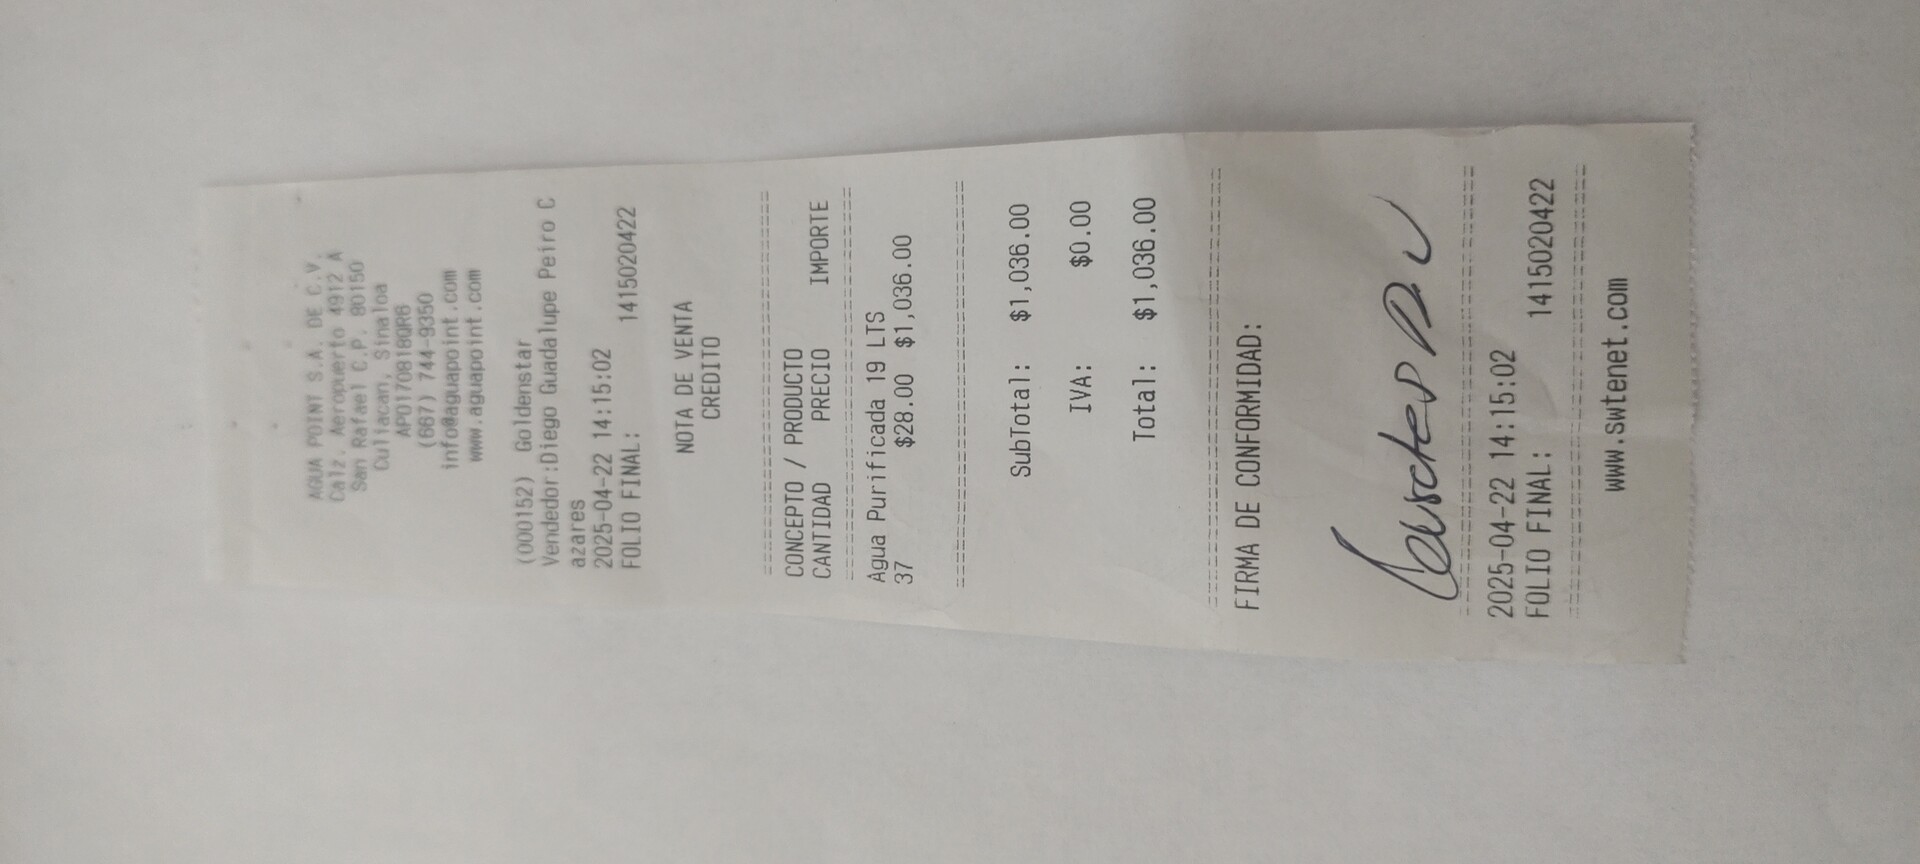 AGUA POINT S.A. DE C.V.
Calz. Aeropuerto 4912 A
San Rafael C.P. 80150
Culiacan, Sinaloa
APO170818QR6
(667) 744-9350
info@aguapoint.com
www.aguapoint.com
(000152) Goldenstar
Vendedor:Diego Guadalupe Peiro C
azares
2025-04-22 14:15:02
FOLIO FINAL: 1415020422
NOTA DE VENTA
CREDITO
CONCEPTO / PRODUCTO
CANTIDAD PRECIO IMPORTE
Agua Purificada 19 LTS
37 $28.00 $1,036.00
SubTotal: $1,036.00
IVA: $0.00
Total: $1,036.00
FIRMA DE CONFORMIDAD:
2025-04-22 14:15:02
FOLIO FINAL: 1415020422
www.swtenet.com